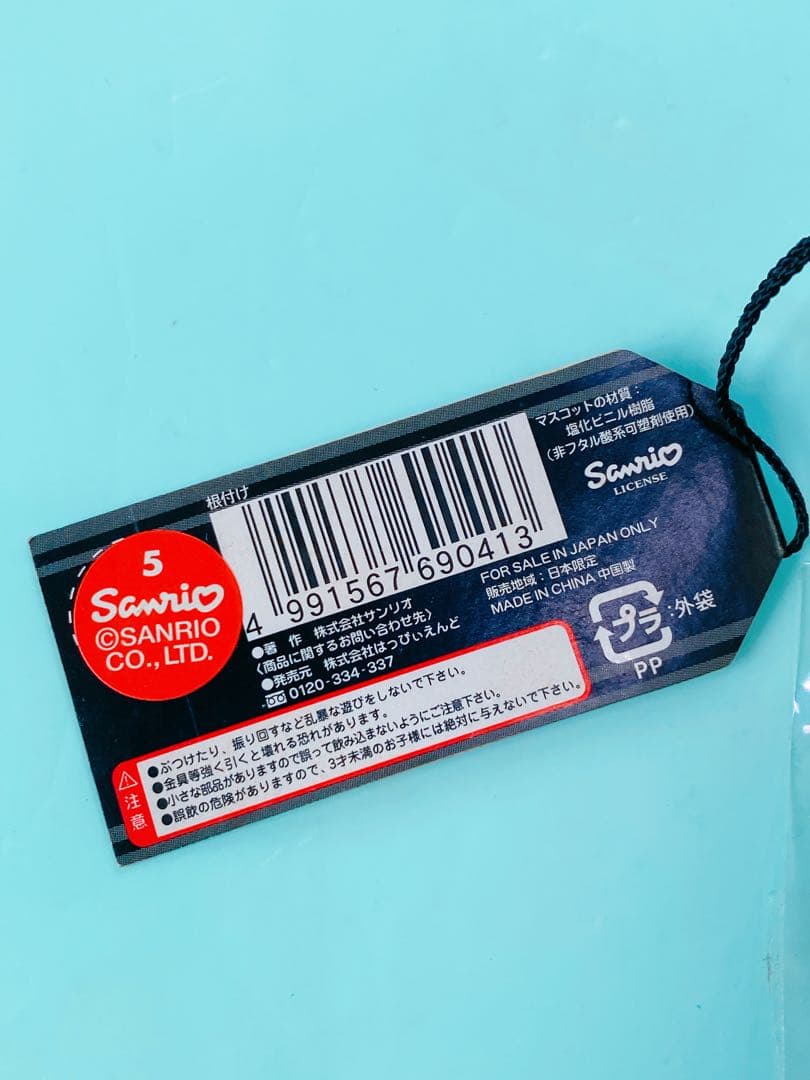 根付け
4 991567 690413
マスコットの材質：
塩化ビニル樹脂
（非フタル酸系可塑剤使用）
Sanrio
LICENSE
5
Sanrio
©SANRIO
CO., LTD.
●著　作　株式会社サンリオ
〈商品に関するお問い合わせ先〉
●発売元　株式会社はっぴぃえんど
0120-334-337
FOR SALE IN JAPAN ONLY
販売地域：日本限定
MADE IN CHINA 中国製
プラ：外袋
PP
注意
●ぶつけたり、振り回すなど乱暴な遊びをしないで下さい。
●金具等強く引くと壊れる恐れがあります。
●小さな部品がありますので誤って飲み込まないようにご注意下さい。
●誤飲の危険がありますので、3才未満のお子様には絶対に与えないで下さい。